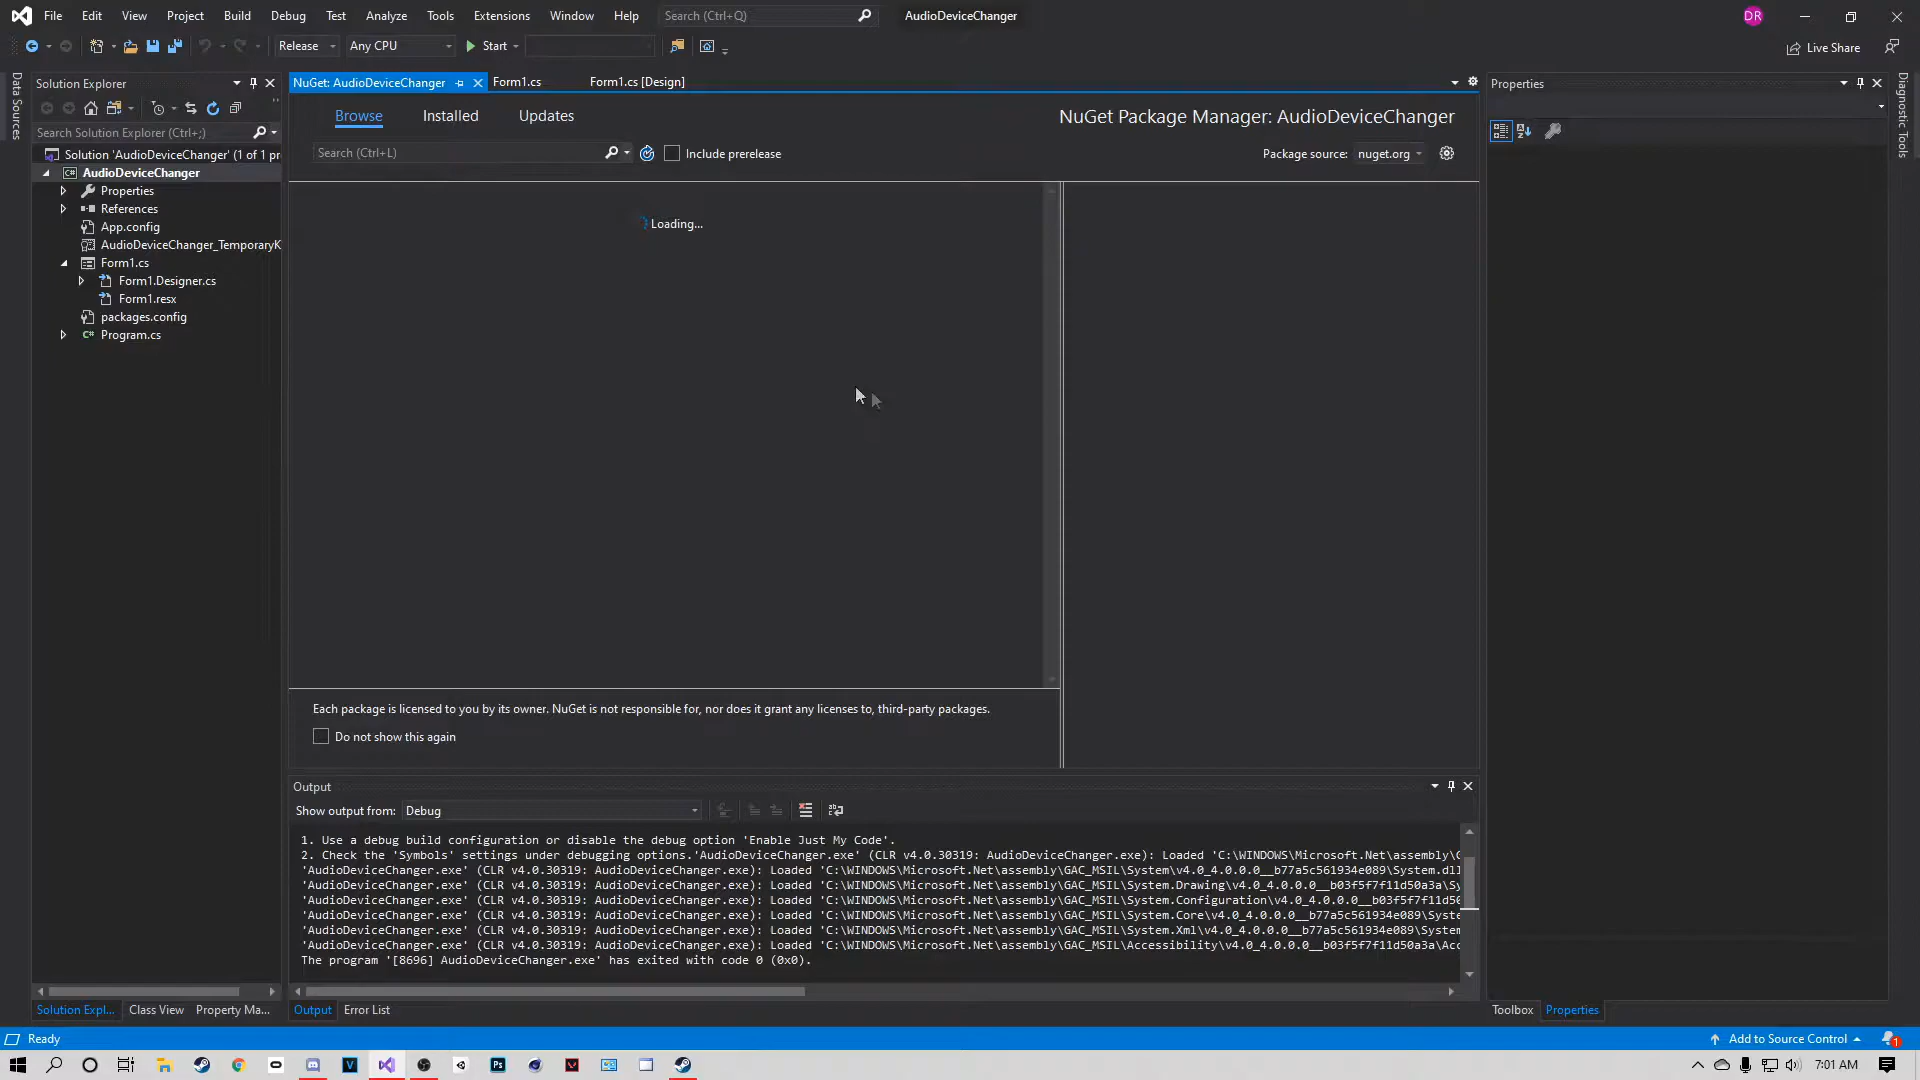 File Edit View Project Build Debug Test Analyze Tools Extensions Window Help Search (Ctrl+Q) AudioDeviceChanger DR
Release Any CPU Start Live Share
Data Sources
Solution Explorer
Search Solution Explorer (Ctrl+;)
Solution 'AudioDeviceChanger' (1 of 1 pr
AudioDeviceChanger
Properties
References
App.config
AudioDeviceChanger_TemporaryK
Form1.cs
Form1.Designer.cs
Form1.resx
packages.config
Program.cs
Solution Expl... Class View Property Ma...
NuGet: AudioDeviceChanger Form1.cs Form1.cs [Design]
Browse Installed Updates NuGet Package Manager: AudioDeviceChanger
Search (Ctrl+L) Include prerelease Package source: nuget.org
Loading...
Each package is licensed to you by its owner. NuGet is not responsible for, nor does it grant any licenses to, third-party packages.
Do not show this again
Output
Show output from: Debug
1. Use a debug build configuration or disable the debug option 'Enable Just My Code'.
2. Check the 'Symbols' settings under debugging options.'AudioDeviceChanger.exe' (CLR v4.0.30319: AudioDeviceChanger.exe): Loaded 'C:\WINDOWS\Microsoft.Net\assembly\G
'AudioDeviceChanger.exe' (CLR v4.0.30319: AudioDeviceChanger.exe): Loaded 'C:\WINDOWS\Microsoft.Net\assembly\GAC_MSIL\System\v4.0_4.0.0.0__b77a5c561934e089\System.dll
'AudioDeviceChanger.exe' (CLR v4.0.30319: AudioDeviceChanger.exe): Loaded 'C:\WINDOWS\Microsoft.Net\assembly\GAC_MSIL\System.Drawing\v4.0_4.0.0.0__b03f5f7f11d50a3a\Sy
'AudioDeviceChanger.exe' (CLR v4.0.30319: AudioDeviceChanger.exe): Loaded 'C:\WINDOWS\Microsoft.Net\assembly\GAC_MSIL\System.Configuration\v4.0_4.0.0.0__b03f5f7f11d50
'AudioDeviceChanger.exe' (CLR v4.0.30319: AudioDeviceChanger.exe): Loaded 'C:\WINDOWS\Microsoft.Net\assembly\GAC_MSIL\System.Core\v4.0_4.0.0.0__b77a5c561934e089\Syste
'AudioDeviceChanger.exe' (CLR v4.0.30319: AudioDeviceChanger.exe): Loaded 'C:\WINDOWS\Microsoft.Net\assembly\GAC_MSIL\System.Xml\v4.0_4.0.0.0__b77a5c561934e089\System
'AudioDeviceChanger.exe' (CLR v4.0.30319: AudioDeviceChanger.exe): Loaded 'C:\WINDOWS\Microsoft.Net\assembly\GAC_MSIL\Accessibility\v4.0_4.0.0.0__b03f5f7f11d50a3a\Acc
The program '[8696] AudioDeviceChanger.exe' has exited with code 0 (0x0).
Output Error List
Properties
Toolbox Properties
Diagnostic Tools
Ready Add to Source Control 1
V Ps 7:01 AM